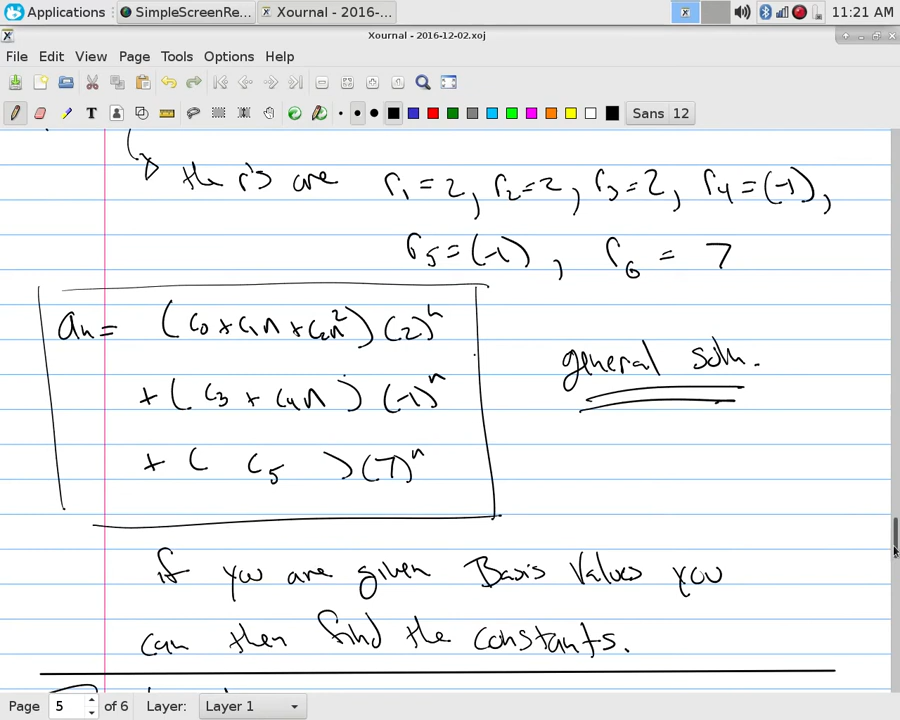 Applications SimpleScreenRe... Xournal - 2016-... 11:21 AM
Xournal - 2016-12-02.xoj
File Edit View Page Tools Options Help
Sans 12
the r's are r₁ = 2, r₂ = 2, r₃ = 2, r₄ = (-1),
r₅ = (-1), r₆ = 7
aₙ = (c₀ + c₁n + c₂n²)(2)ⁿ
+ (c₃ + c₄n)(-1)ⁿ
+ (c₅)(7)ⁿ
general soln.
if you are given Basis Values you
can then find the constants.
Page 5 of 6 Layer: Layer 1